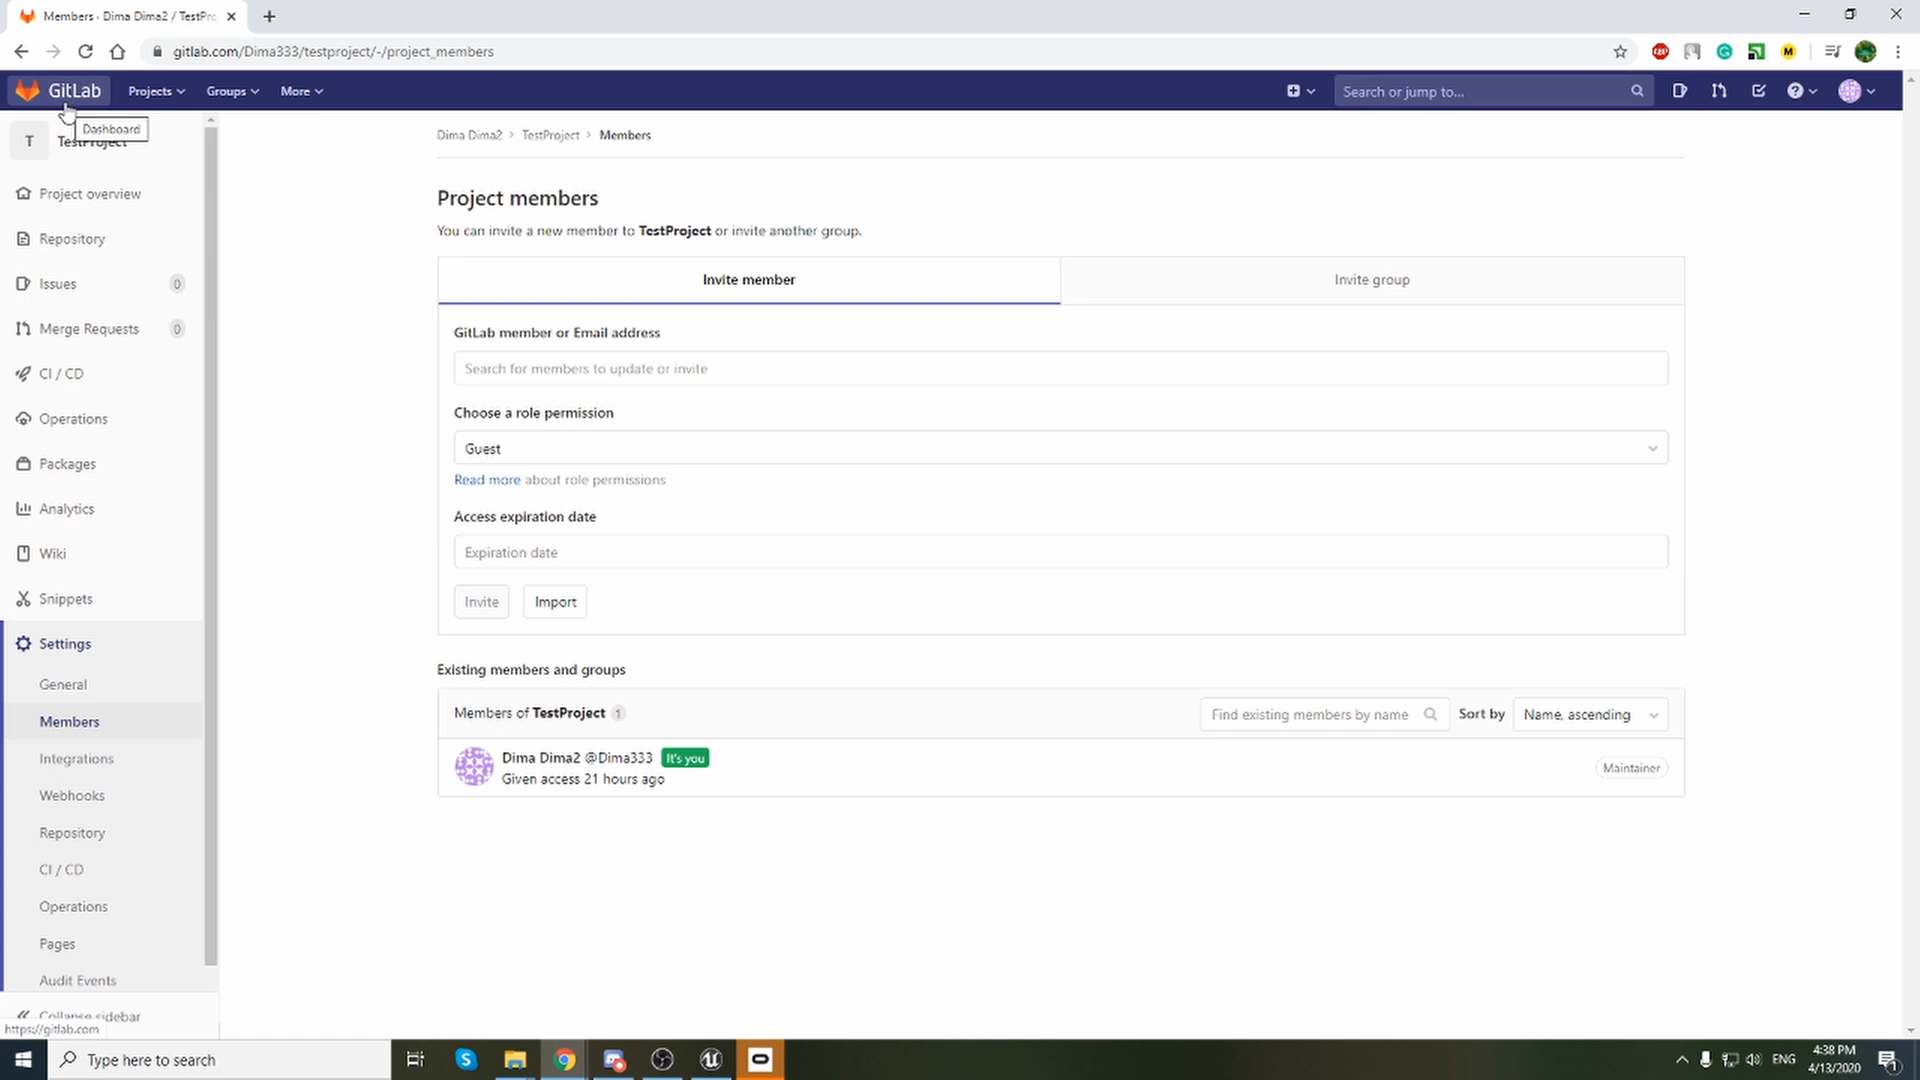 Members · Dima Dima2 / TestPro
gitlab.com/Dima333/testproject/-/project_members
GitLab
Projects
Groups
More
Search or jump to...
Dashboard
T
TestProject
Project overview
Repository
Issues 0
Merge Requests 0
CI / CD
Operations
Packages
Analytics
Wiki
Snippets
Settings
General
Members
Integrations
Webhooks
Repository
CI / CD
Operations
Pages
Audit Events
Collapse sidebar
https://gitlab.com
Dima Dima2 > TestProject > Members
Project members
You can invite a new member to TestProject or invite another group.
Invite member
Invite group
GitLab member or Email address
Search for members to update or invite
Choose a role permission
Guest
Read more about role permissions
Access expiration date
Expiration date
Invite
Import
Existing members and groups
Members of TestProject 1
Find existing members by name
Sort by
Name, ascending
Dima Dima2 @Dima333 It's you
Given access 21 hours ago
Maintainer
Type here to search
ENG
4:38 PM
4/13/2020